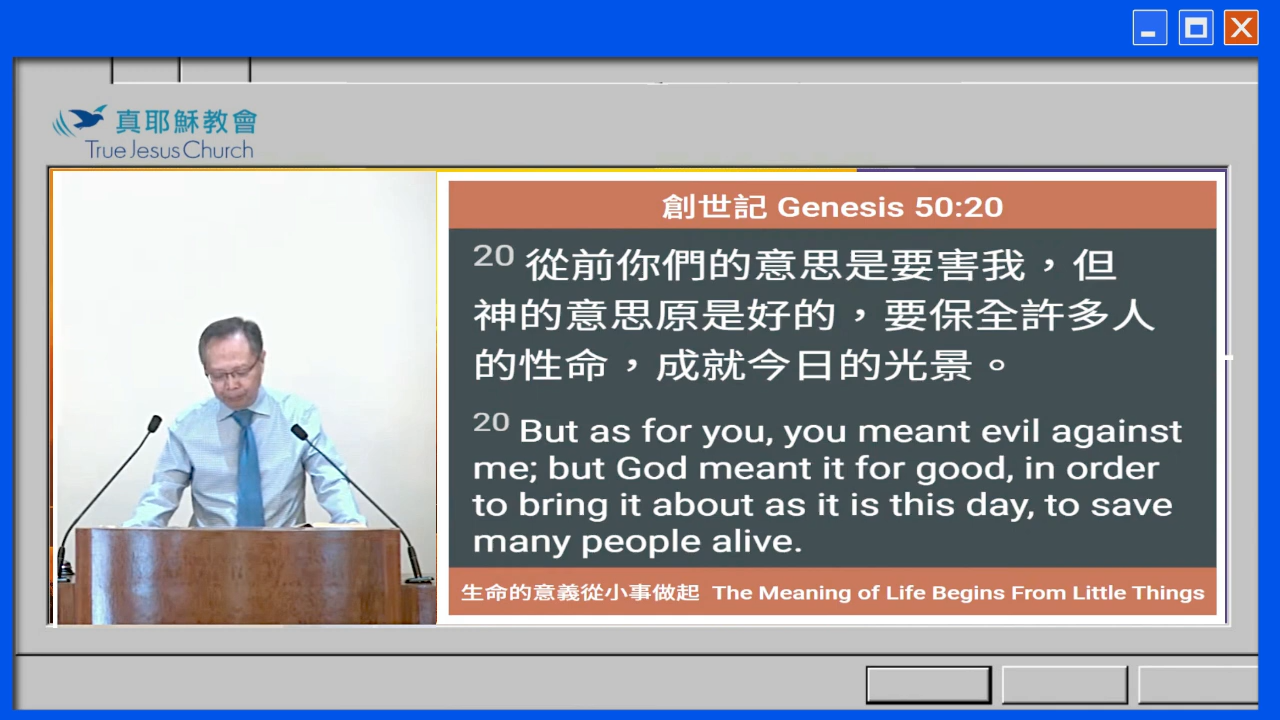 真耶穌教會
True Jesus Church
創世記 Genesis 50:20
20 從前你們的意思是要害我，但
神的意思原是好的，要保全許多人
的性命，成就今日的光景。
20 But as for you, you meant evil against
me; but God meant it for good, in order
to bring it about as it is this day, to save
many people alive.
生命的意義從小事做起 The Meaning of Life Begins From Little Things